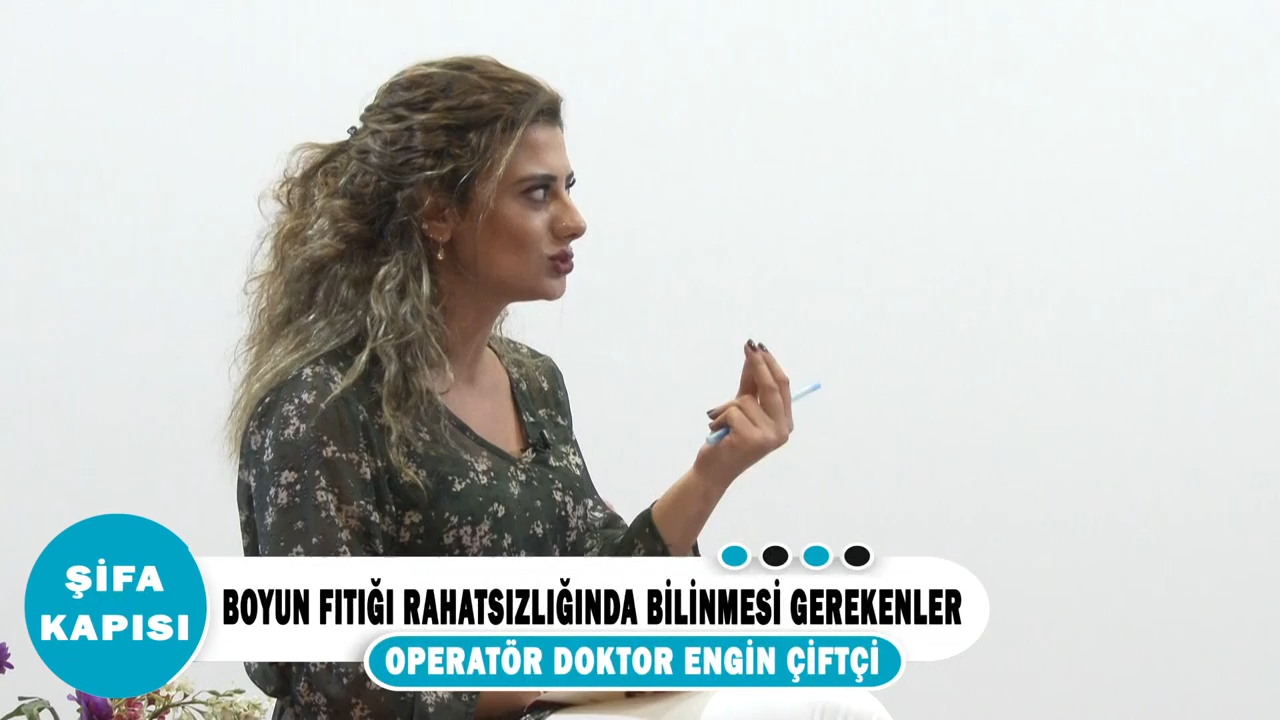 ŞİFA
KAPISI
BOYUN FITIĞI RAHATSIZLIĞINDA BİLİNMESİ GEREKENLER
OPERATÖR DOKTOR ENGİN ÇİFTÇİ